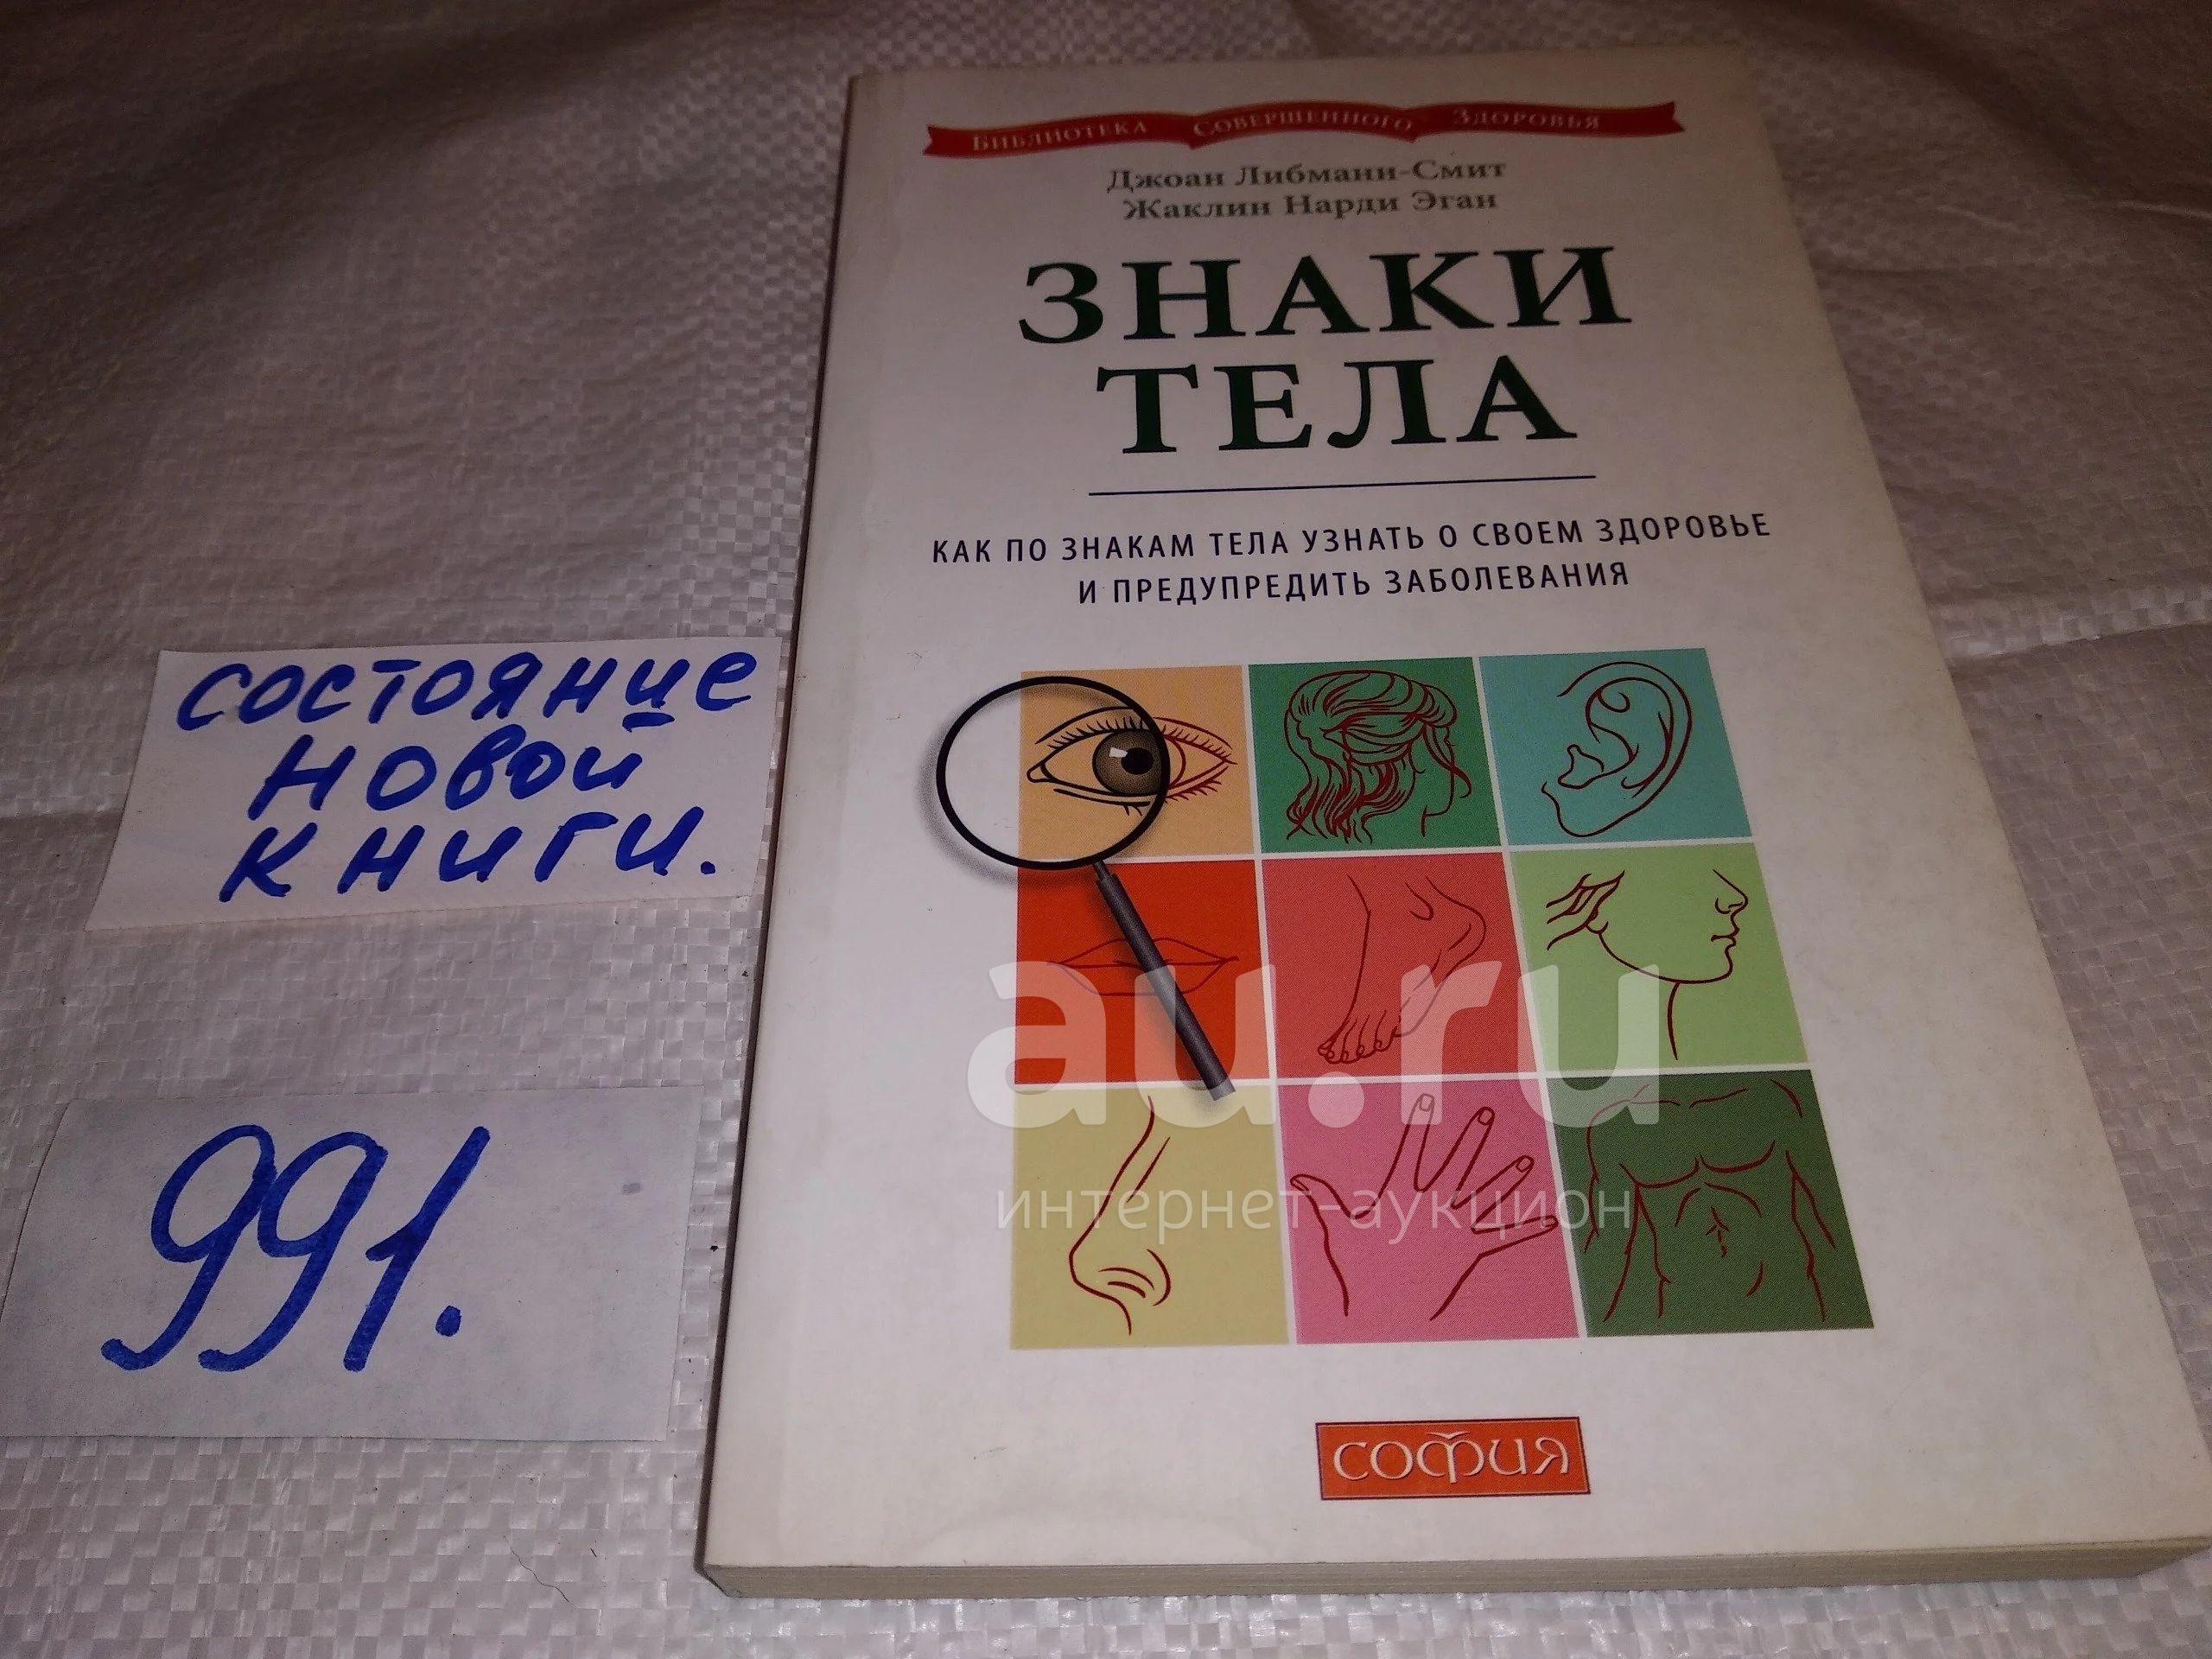 Библиотека Совершенного Здоровья
Джоан Либмани-Смит
Жаклин Нарди Эган
ЗНАКИ
ТЕЛА
КАК ПО ЗНАКАМ ТЕЛА УЗНАТЬ О СВОЕМ ЗДОРОВЬЕ
И ПРЕДУПРЕДИТЬ ЗАБОЛЕВАНИЯ
состояние
новой
книги.
991.
au.ru
интернет-аукцион
СОФИЯ